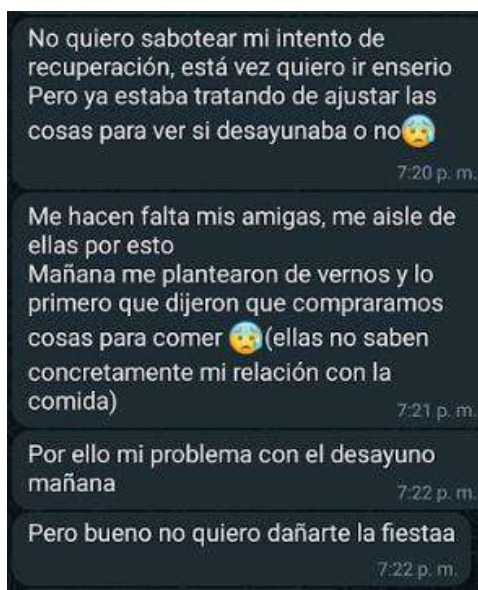 No quiero sabotear mi intento de
recuperación, está vez quiero ir enserio
Pero ya estaba tratando de ajustar las
cosas para ver si desayunaba o no😰
7:20 p. m.
Me hacen falta mis amigas, me aisle de
ellas por esto
Mañana me plantearon de vernos y lo
primero que dijeron que compraramos
cosas para comer 😰(ellas no saben
concretamente mi relación con la
comida)
7:21 p. m.
Por ello mi problema con el desayuno
mañana
7:22 p. m.
Pero bueno no quiero dañarte la fiestaa
7:22 p. m.